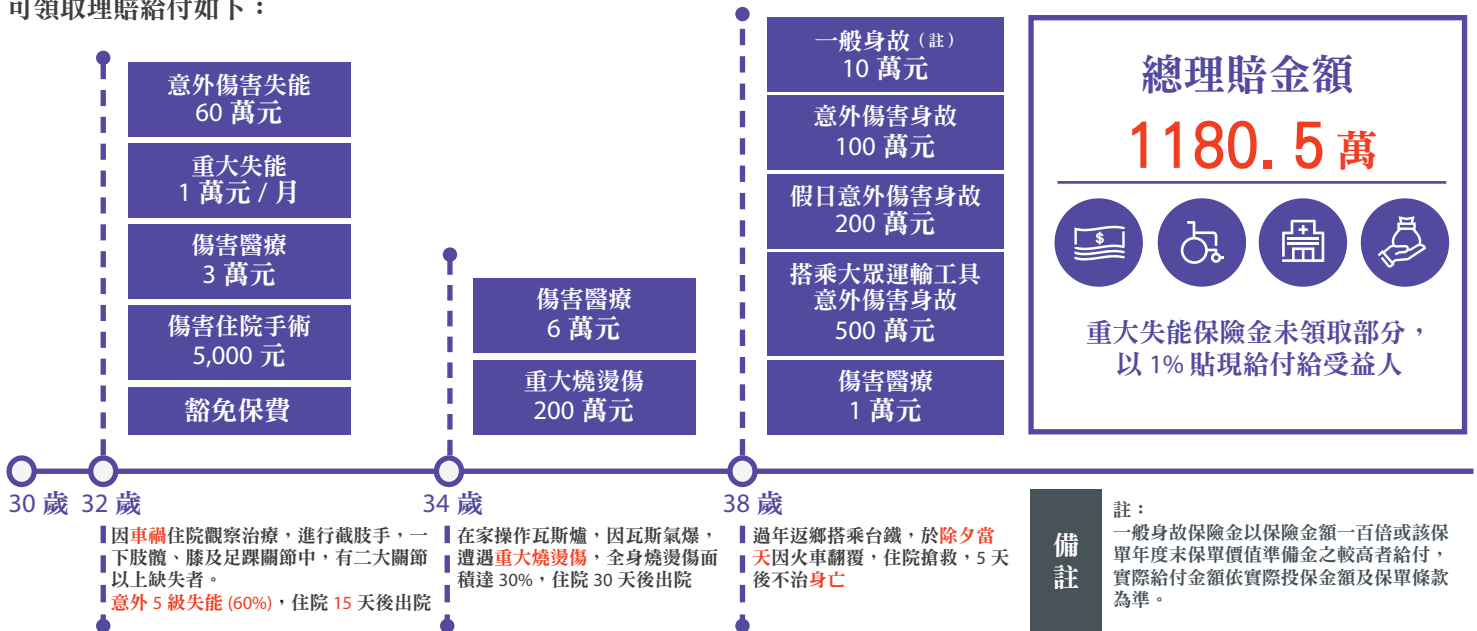 可領取理賠給付如下：
意外傷害失能
60 萬元
重大失能
1 萬元 / 月
傷害醫療
3 萬元
傷害住院手術
5,000 元
豁免保費
傷害醫療
6 萬元
重大燒燙傷
200 萬元
一般身故（註）
10 萬元
意外傷害身故
100 萬元
假日意外傷害身故
200 萬元
搭乘大眾運輸工具
意外傷害身故
500 萬元
傷害醫療
1 萬元
總理賠金額
1180.5 萬
$
重大失能保險金未領取部分，
以 1% 貼現給付給受益人
30 歲
32 歲
因車禍住院觀察治療，進行截肢手，一
下肢髖、膝及足踝關節中，有二大關節
以上缺失者。
意外 5 級失能 (60%)，住院 15 天後出院
34 歲
在家操作瓦斯爐，因瓦斯氣爆，
遭遇重大燒燙傷，全身燒燙傷面
積達 30%，住院 30 天後出院
38 歲
過年返鄉搭乘台鐵，於除夕當
天因火車翻覆，住院搶救，5 天
後不治身亡
備
註
註：
一般身故保險金以保險金額一百倍或該保
單年度末保單價值準備金之較高者給付，
實際給付金額依實際投保金額及保單條款
為準。